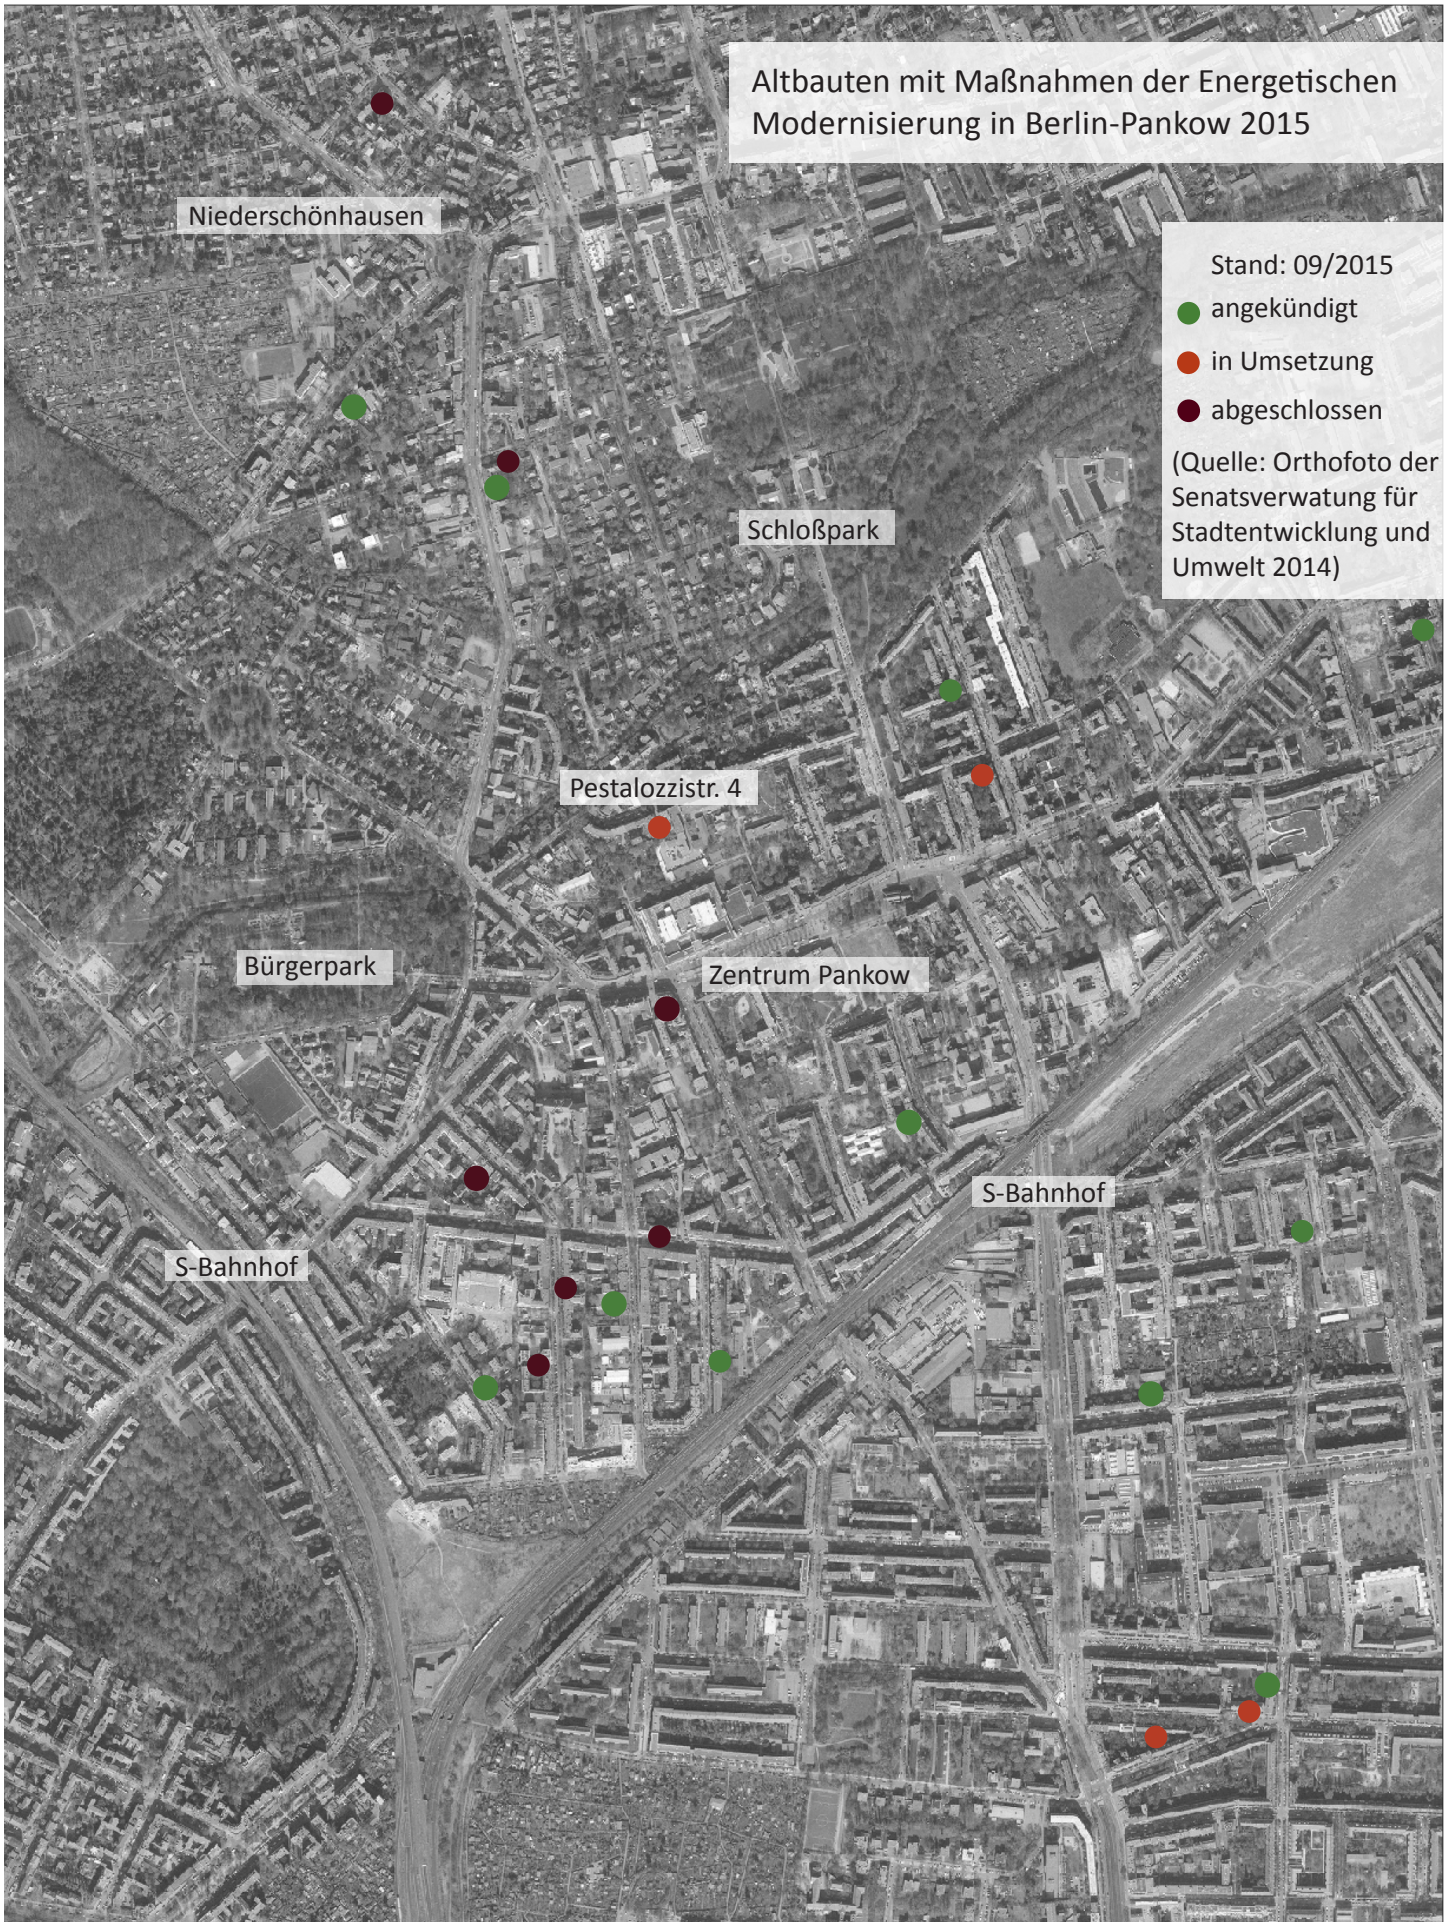 Altbauten mit Maßnahmen der Energetischen
Modernisierung in Berlin-Pankow 2015
Niederschönhausen
Stand: 09/2015
angekündigt
in Umsetzung
abgeschlossen
(Quelle: Orthofoto der
Senatsverwatung für
Stadtentwicklung und
Umwelt 2014)
Schloßpark
Pestalozzistr. 4
Bürgerpark
Zentrum Pankow
S-Bahnhof
S-Bahnhof